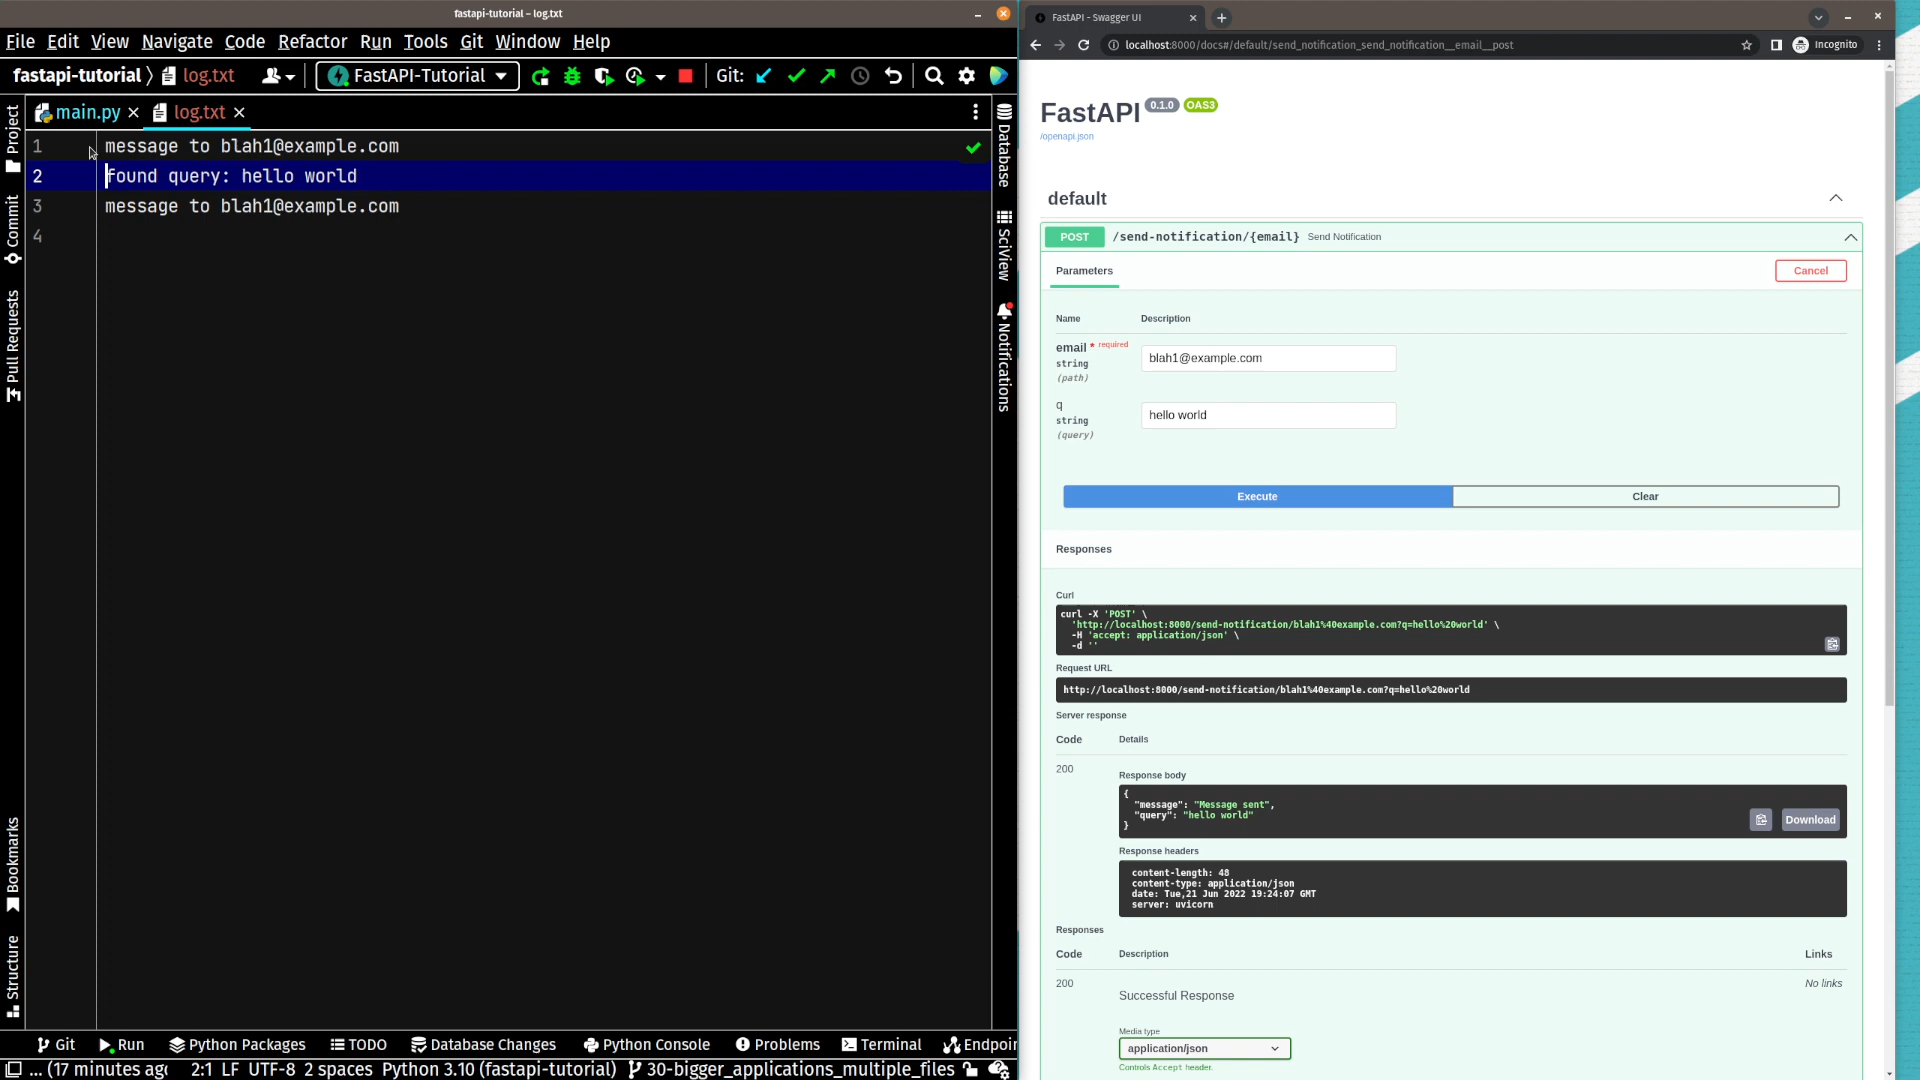 fastapi-tutorial – log.txt
File Edit View Navigate Code Refactor Run Tools Git Window Help
fastapi-tutorial log.txt FastAPI-Tutorial Git:
main.py log.txt
1 message to blah1@example.com
2 found query: hello world
3 message to blah1@example.com
4
Project
Commit
Pull Requests
Bookmarks
Structure
Database
SciView
Notifications
Git Run Python Packages TODO Database Changes Python Console Problems Terminal Endpoin
... (17 minutes ago 2:1 LF UTF-8 2 spaces Python 3.10 (fastapi-tutorial) 30-bigger_applications_multiple_files
FastAPI - Swagger UI
localhost:8000/docs#/default/send_notification_send_notification__email__post Incognito
FastAPI 0.1.0 OAS3
/openapi.json
default
POST /send-notification/{email} Send Notification
Parameters Cancel
Name Description
email * required
string
(path)
blah1@example.com
q
string
(query)
hello world
Execute Clear
Responses
Curl
curl -X 'POST' \
'http://localhost:8000/send-notification/blah1%40example.com?q=hello%20world' \
-H 'accept: application/json' \
-d ''
Request URL
http://localhost:8000/send-notification/blah1%40example.com?q=hello%20world
Server response
Code Details
200
Response body
{
"message": "Message sent",
"query": "hello world"
}
Download
Response headers
content-length: 48
content-type: application/json
date: Tue,21 Jun 2022 19:24:07 GMT
server: uvicorn
Responses
Code Description Links
200 No links
Successful Response
Media type
application/json
Controls Accept header.